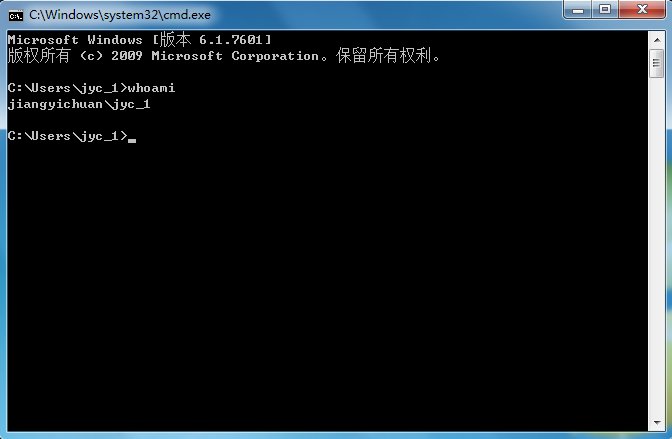 C:\Windows\system32\cmd.exe
Microsoft Windows [版本 6.1.7601]
版权所有 (c) 2009 Microsoft Corporation。保留所有权利。
C:\Users\jyc_1>whoami
jiangyichuan\jyc_1
C:\Users\jyc_1>